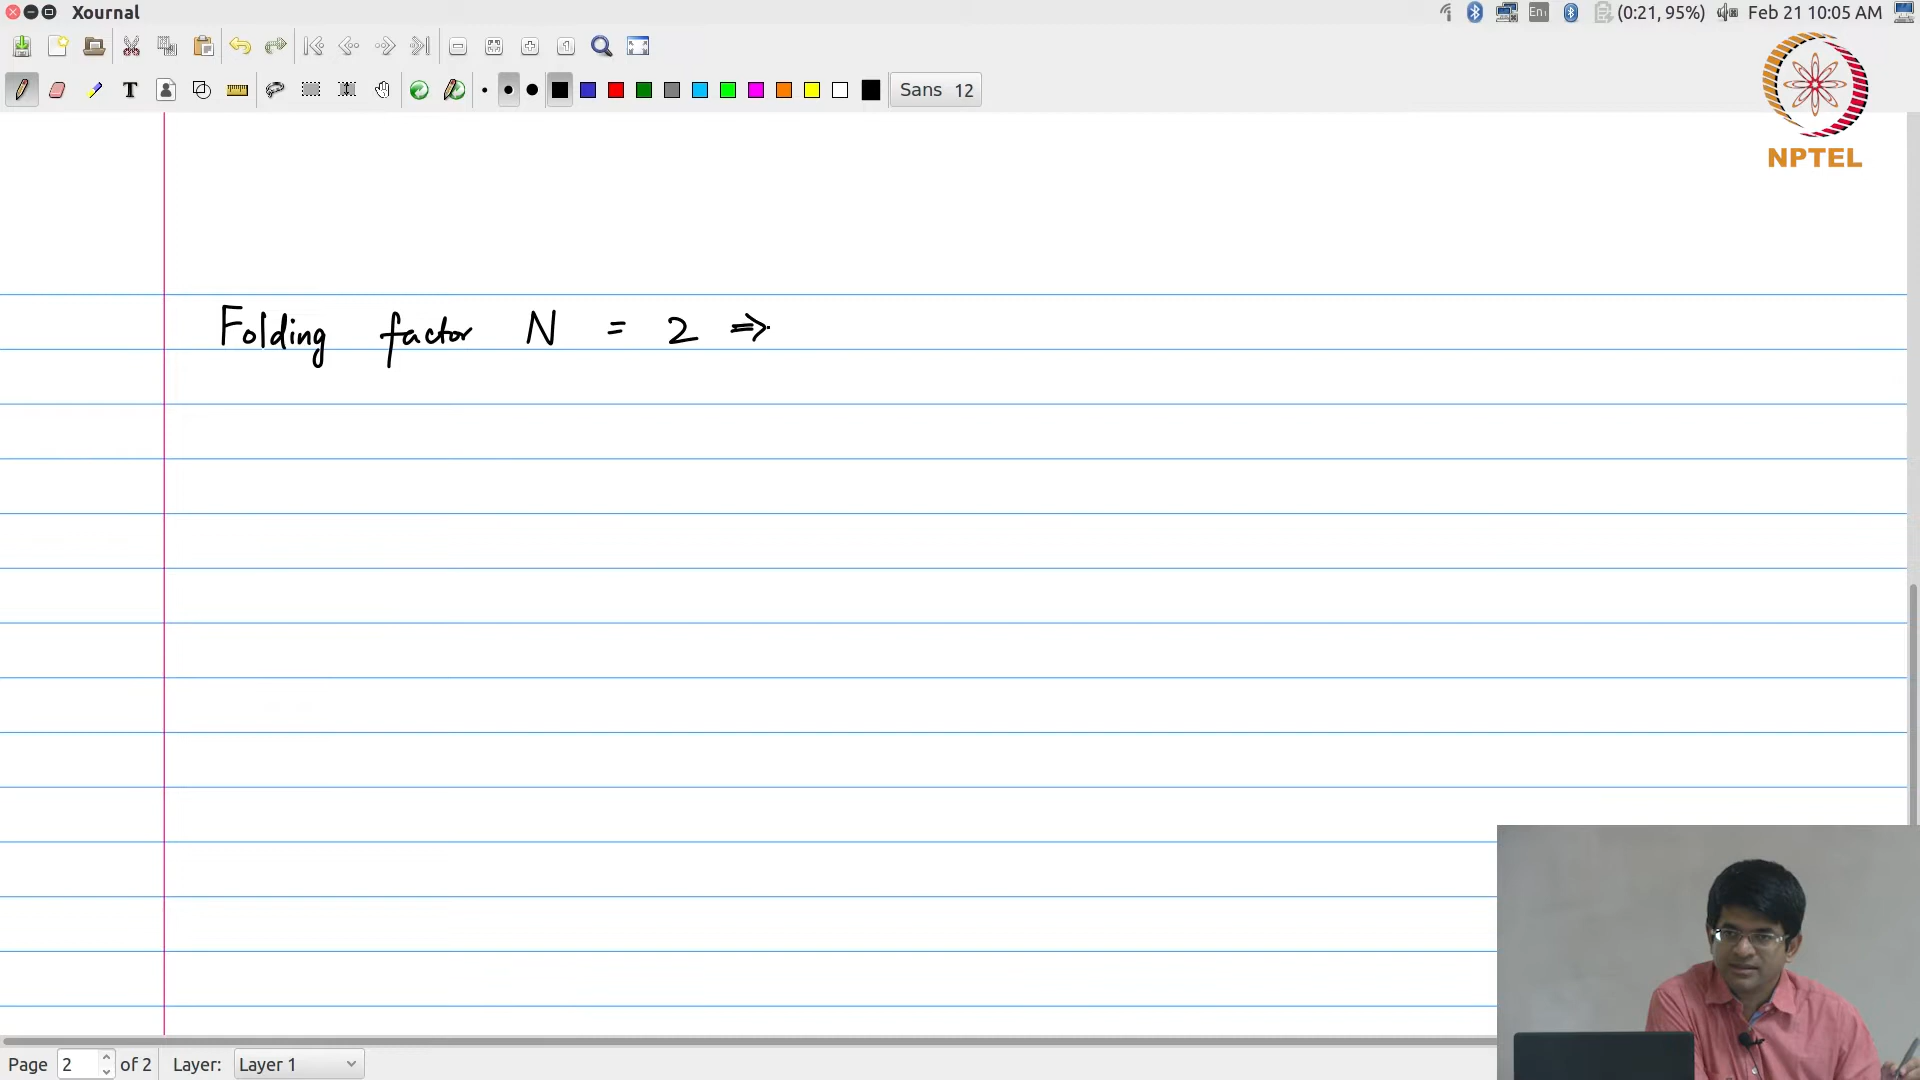 Xournal
En1
(0:21, 95%)
Feb 21 10:05 AM
T
Sans 12
NPTEL
Folding factor N = 2 ⇒
Page 2 of 2 Layer: Layer 1